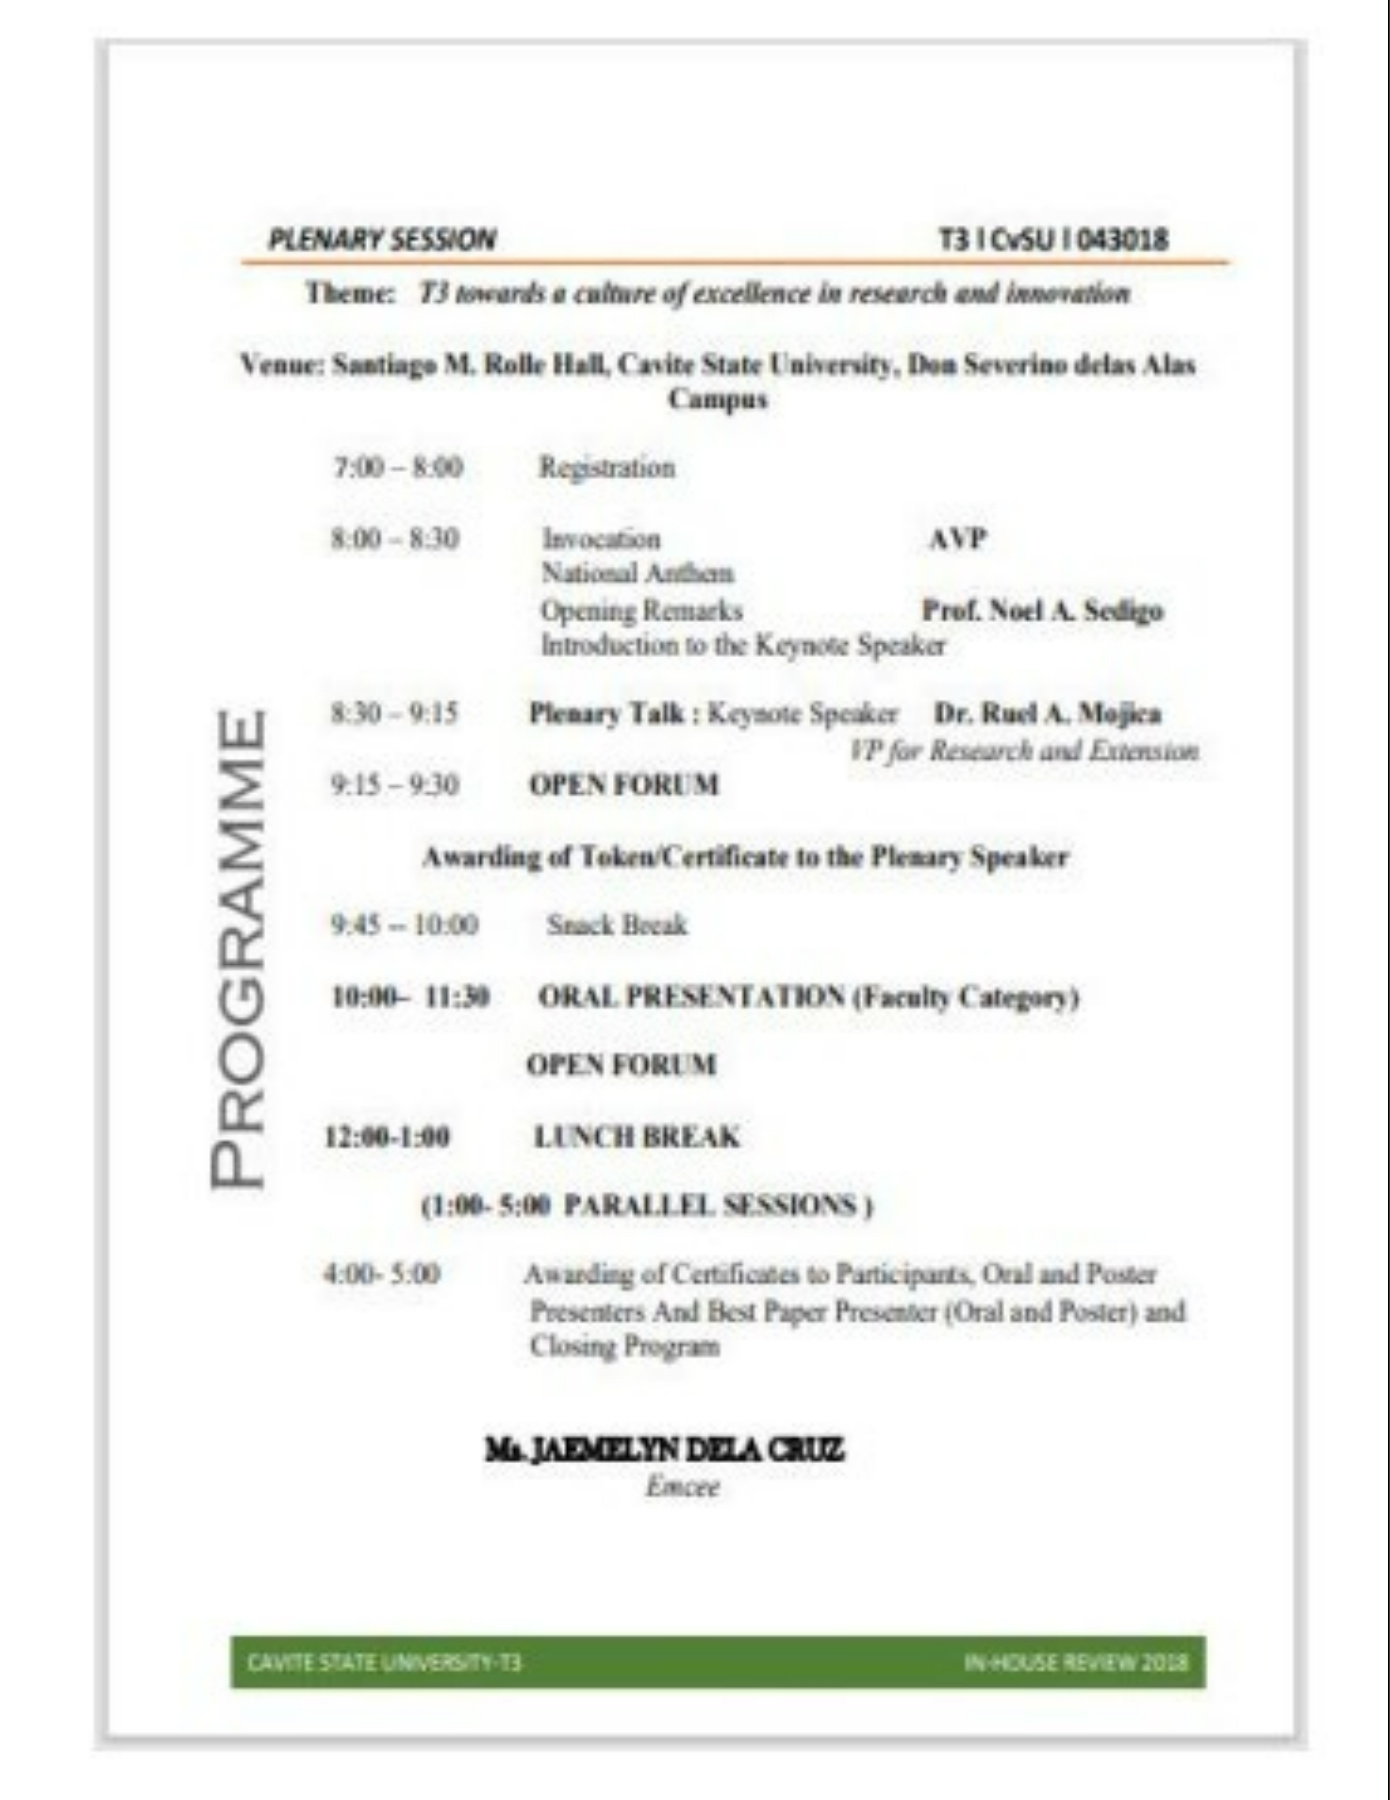 PLENARY SESSION T3 l CvSU l 043018
Theme: T3 towards a culture of excellence in research and innovation
Venue: Santiago M. Rolle Hall, Cavite State University, Don Severino delas Alas
Campus
PROGRAMME
7:00 – 8:00 Registration
8:00 – 8:30 Invocation AVP
National Anthem
Opening Remarks Prof. Noel A. Sedigo
Introduction to the Keynote Speaker
8:30 – 9:15 Plenary Talk : Keynote Speaker Dr. Ruel A. Mojica
VP for Research and Extension
9:15 – 9:30 OPEN FORUM
Awarding of Token/Certificate to the Plenary Speaker
9:45 – 10:00 Snack Break
10:00– 11:30 ORAL PRESENTATION (Faculty Category)
OPEN FORUM
12:00-1:00 LUNCH BREAK
(1:00- 5:00 PARALLEL SESSIONS )
4:00- 5:00 Awarding of Certificates to Participants, Oral and Poster
Presenters And Best Paper Presenter (Oral and Poster) and
Closing Program
Ms. JAEMELYN DELA CRUZ
Emcee
CAVITE STATE UNIVERSITY-T3 IN-HOUSE REVIEW 2018